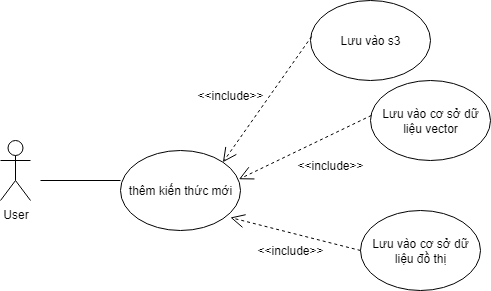 Lưu vào s3
<<include>>
Lưu vào cơ sở dữ
liệu vector
<<include>>
thêm kiến thức mới
User
Lưu vào cơ sở dữ
liệu đồ thị
<<include>>